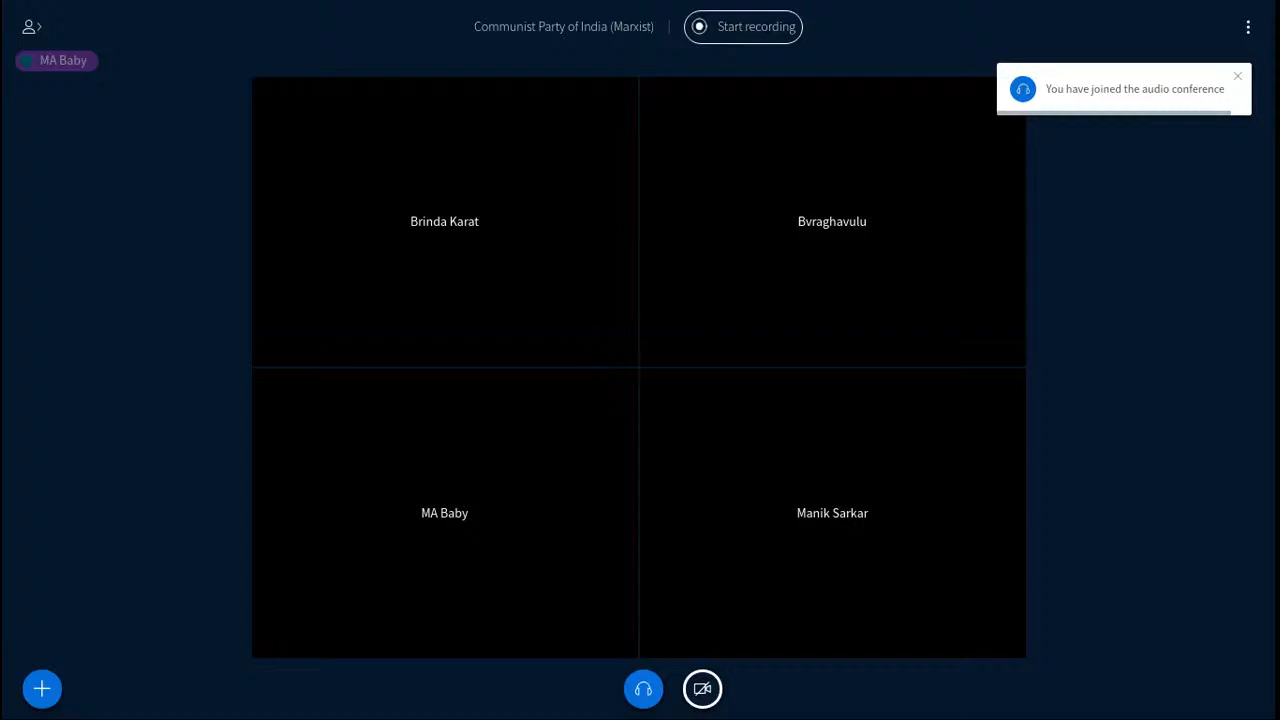 Communist Party of India (Marxist)
Start recording
MA Baby
You have joined the audio conference
Brinda Karat
Bvraghavulu
MA Baby
Manik Sarkar